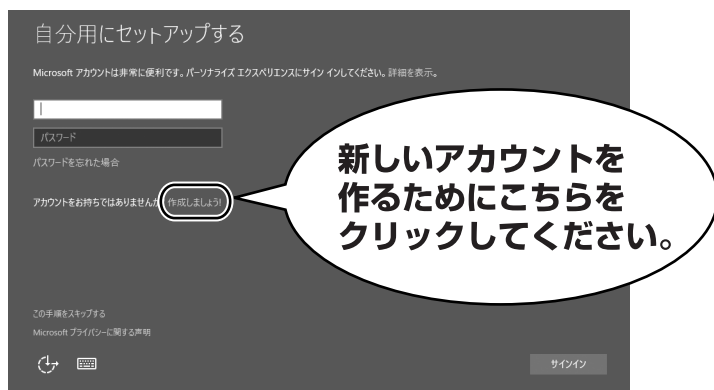 自分用にセットアップする
Microsoft アカウントは非常に便利です。パーソナライズ エクスペリエンスにサイン インしてください。詳細を表示。
パスワード
パスワードを忘れた場合
アカウントをお持ちではありませんか 作成しましょう!
新しいアカウントを
作るためにこちらを
クリックしてください。
この手順をスキップする
Microsoft プライバシーに関する声明
サインイン